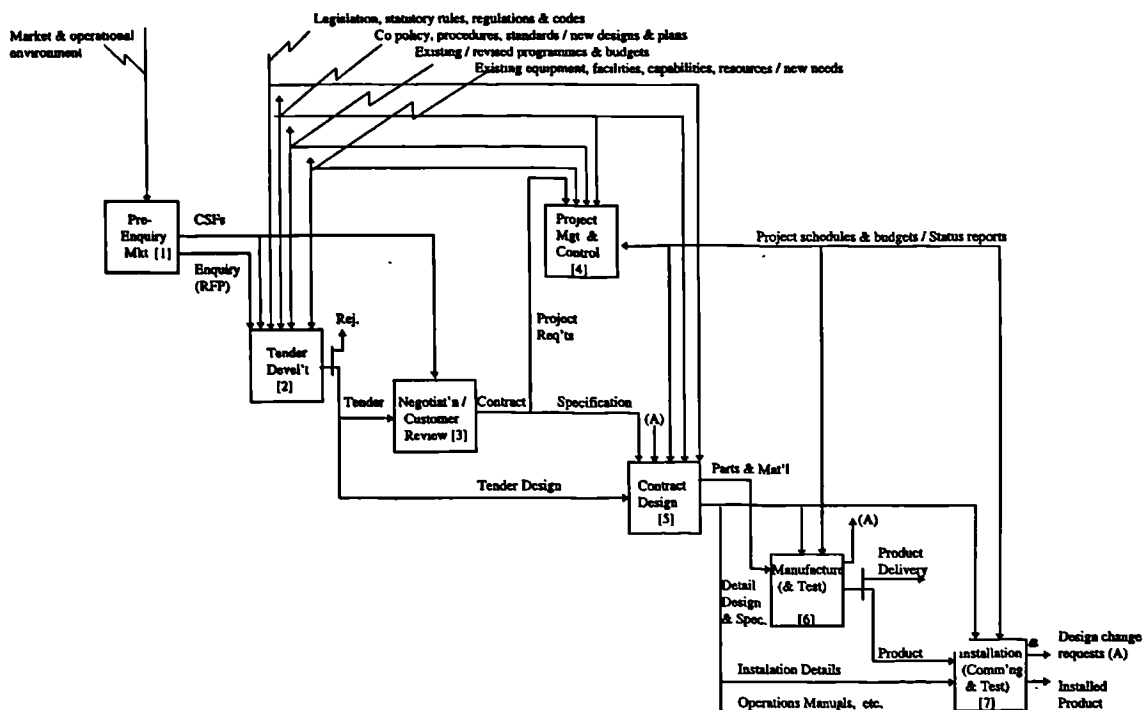 Legislation, statutory rules, regulations & codes
Market & operational
environment
Co policy, procedures, standards / new designs & plans
Existing / revised programmes & budgets
Existing equipment, facilities, capabilities, resources / new needs
Pre-
Enquiry
Mkt [1]
CSFs
Enquiry
(RFP)
Project
Mgt &
Control
[4]
Project schedules & budgets / Status reports
Rej.
Project
Req'ts
Tender
Devel't
[2]
Tender
Negotiat'n /
Customer
Review [3]
Contract
Specification
(A)
Parts & Mat'l
Tender Design
Contract
Design
[5]
(A)
Product
Delivery
Manufacture
(& Test)
[6]
Detail
Design
& Spec.
Product
Installation
(Comm'ng
& Test)
[7]
Design change
requests (A)
Instalation Details
Installed
Product
Operations Manuals, etc.